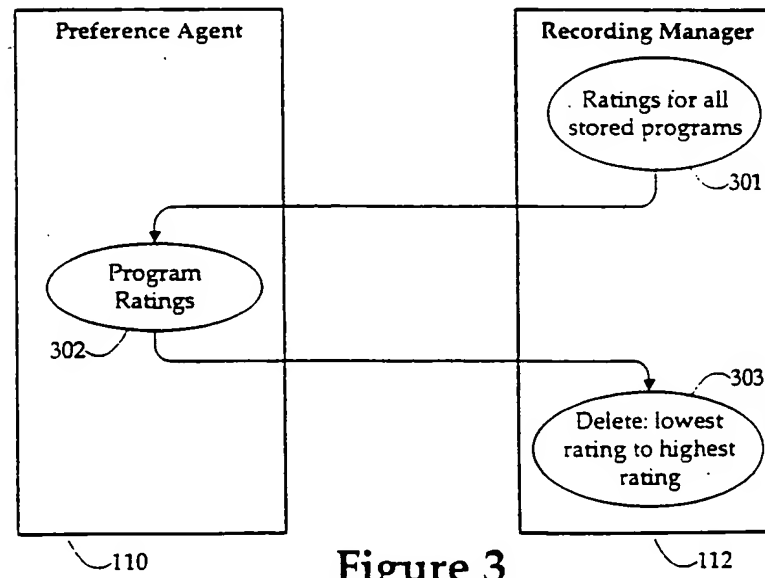 Preference Agent
Recording Manager
Ratings for all
stored programs
301
Program
Ratings
302
303
Delete: lowest
rating to highest
rating
110
112
Figure 3